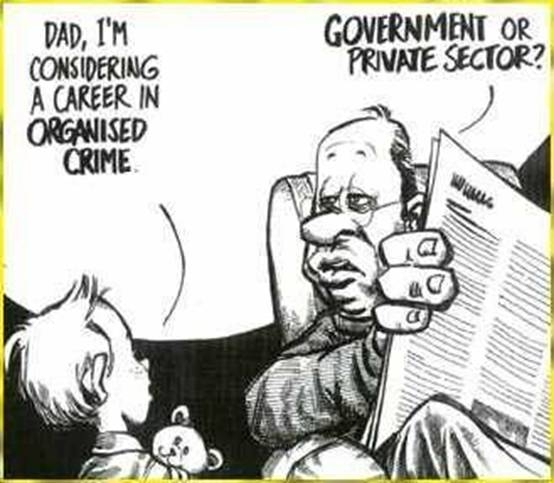 DAD, I'M
CONSIDERING
A CAREER IN
ORGANISED
CRIME.
GOVERNMENT OR
PRIVATE SECTOR?